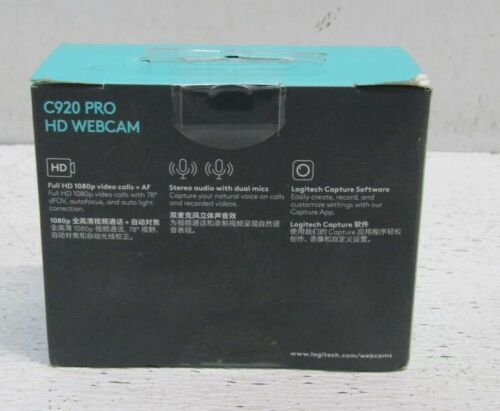 C920 PRO
HD WEBCAM
HD
Full HD 1080p video calls + AF
Full HD 1080p video calls with 78°
dFOV, autofocus, and auto light
correction.
1080p 全高清视频通话 + 自动对焦
全高清 1080p 视频通话, 78° 视野,
自动对焦和自动光线校正。
Stereo audio with dual mics
Capture your natural voice on calls
and recorded videos.
双麦克风立体声音效
为视频通话和录制视频呈现自然语
音表现。
Logitech Capture Software
Easily create, record, and
customize settings with our
Capture App.
Logitech Capture 软件
使用我们的 Capture 应用程序轻松
创作、录像和自定义设置。
www.logitech.com/webcams